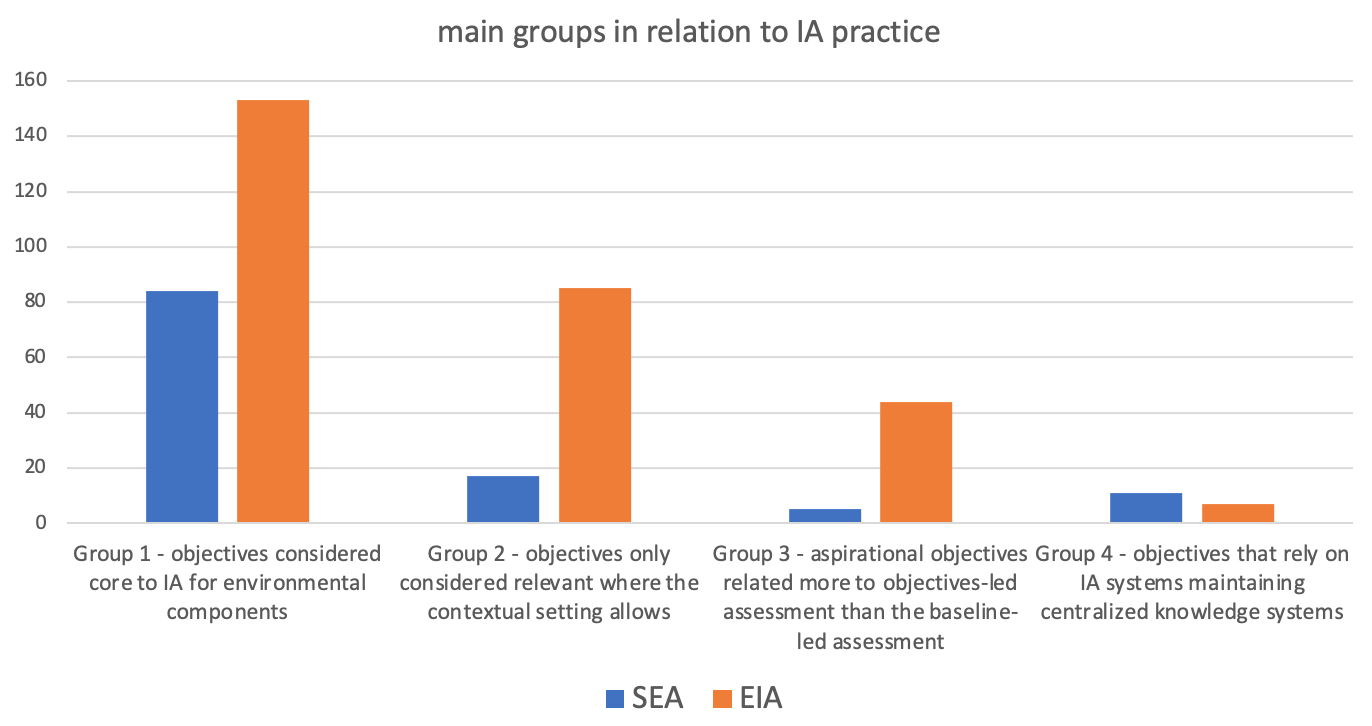 main groups in relation to IA practice
160
140
120
100
80
60
40
20
0
Group 1 - objectives considered
core to IA for environmental
components
Group 2 - objectives only
considered relevant where the
contextual setting allows
Group 3 - aspirational objectives
related more to objectives-led
assessment than the baseline-
led assessment
Group 4 - objectives that rely on
IA systems maintaining
centralized knowledge systems
SEA
EIA